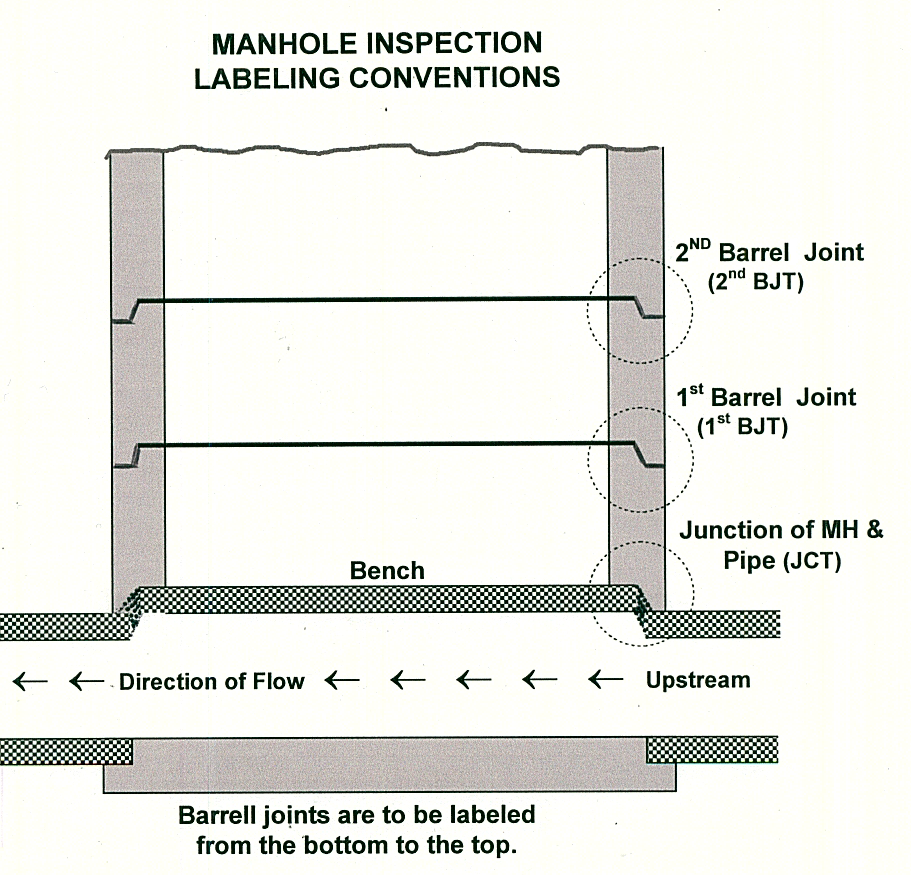 MANHOLE INSPECTION
LABELING CONVENTIONS
2ND Barrel Joint
(2nd BJT)
1st Barrel Joint
(1st BJT)
Junction of MH &
Pipe (JCT)
Bench
Direction of Flow
Upstream
Barrell joints are to be labeled
from the bottom to the top.